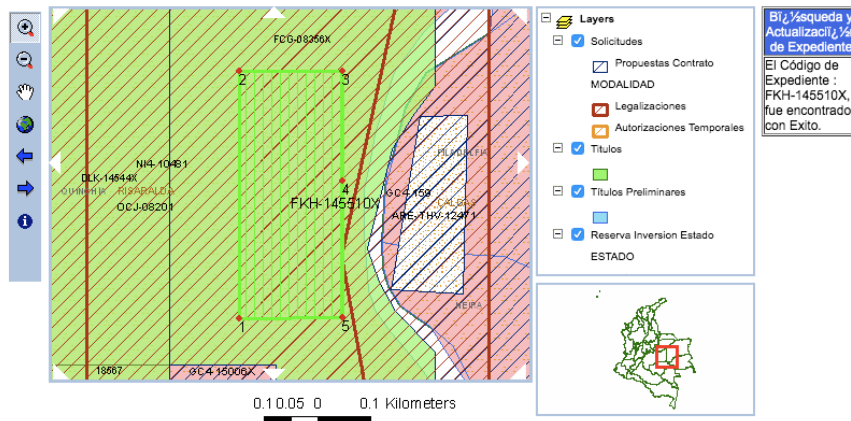 FCG-08356X
2
3
NI4-10481
DLK-14544X
QUINCHIA RISARALDA
OCJ-08201
4
FKH-145510X
FILADELFIA
GC4-159
CALDAS
ARE-THV-12471
NEIRA
1
5
18567
GC4-15006X
0.1 0.05 0 0.1 Kilometers
Layers
Solicitudes
Propuestas Contrato
MODALIDAD
Legalizaciones
Autorizaciones Temporales
Titulos
Títulos Preliminares
Reserva Inversion Estado
ESTADO
Bï¿½squeda y
Actualizaciï¿½
de Expediente
El Código de
Expediente :
FKH-145510X,
fue encontrado
con Exito.